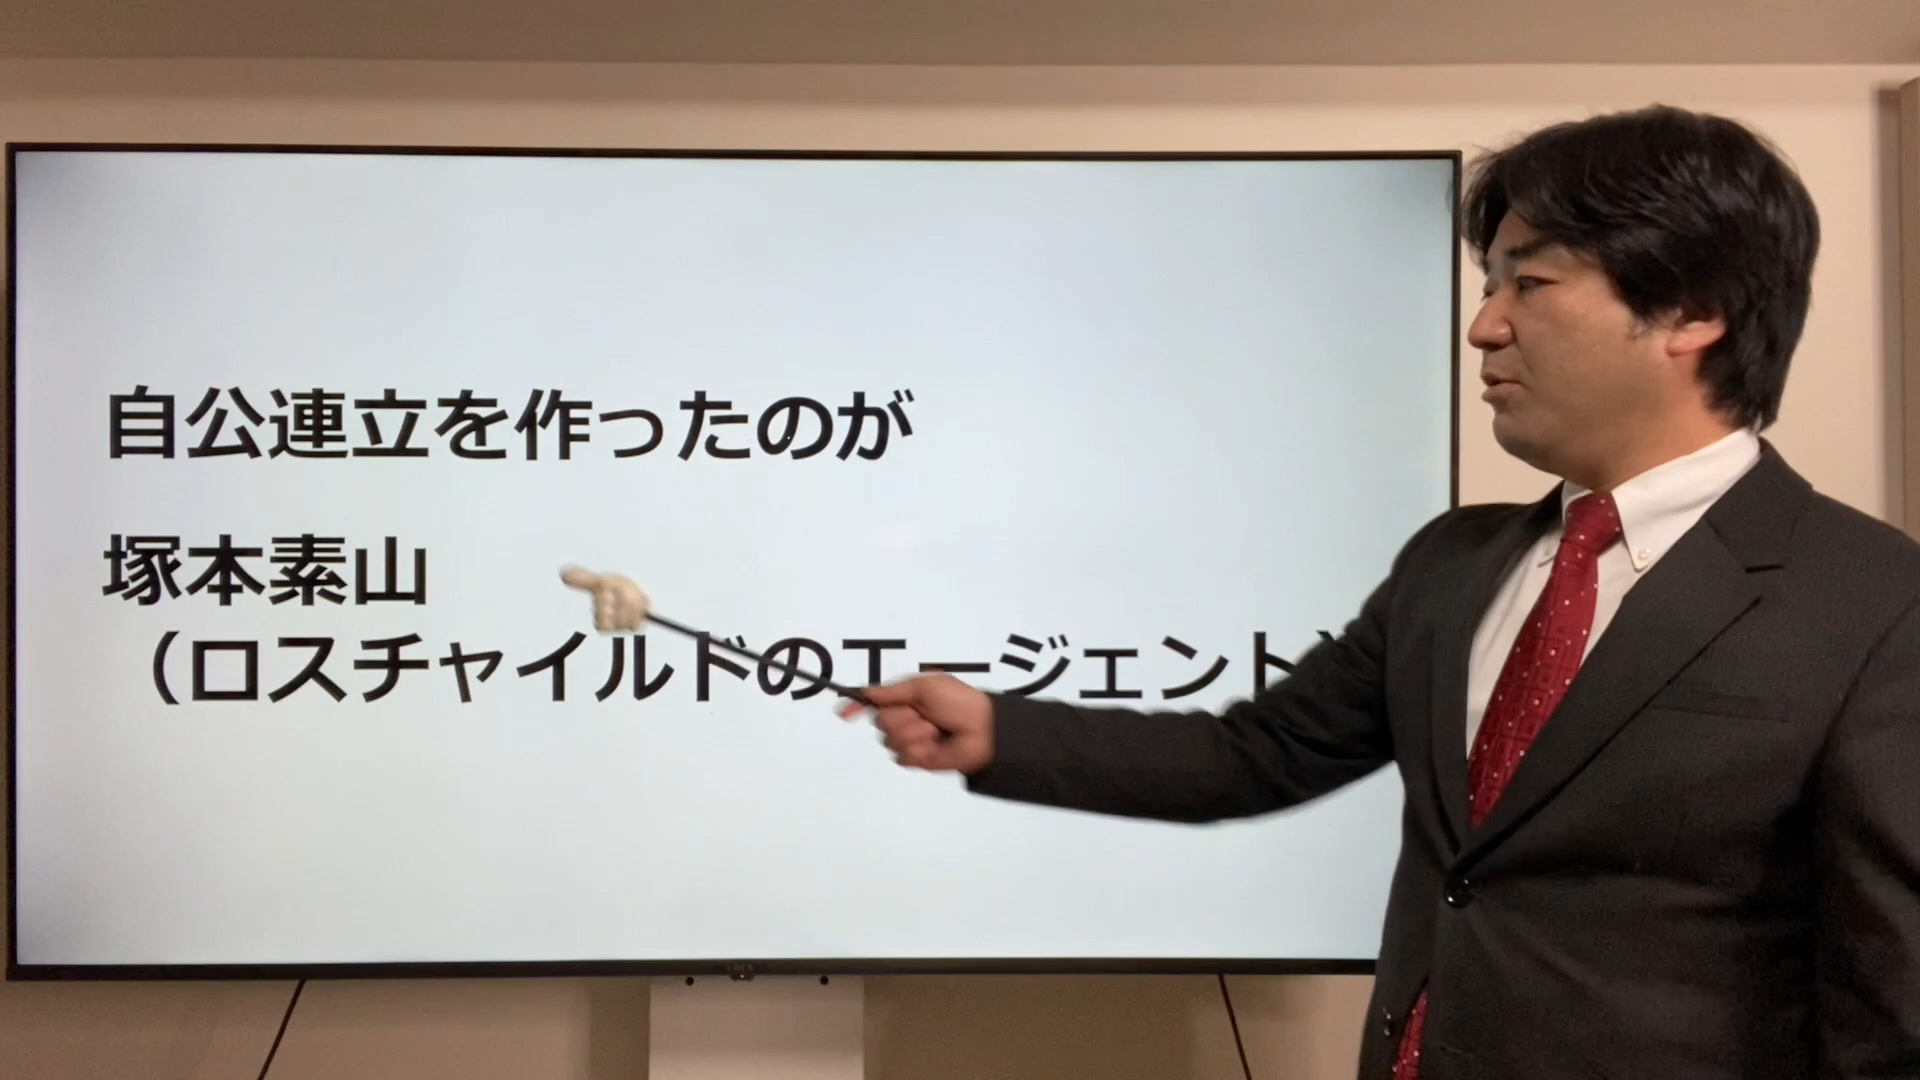 自公連立を作ったのが
塚本素山
（ロスチャイルドのエージェント）